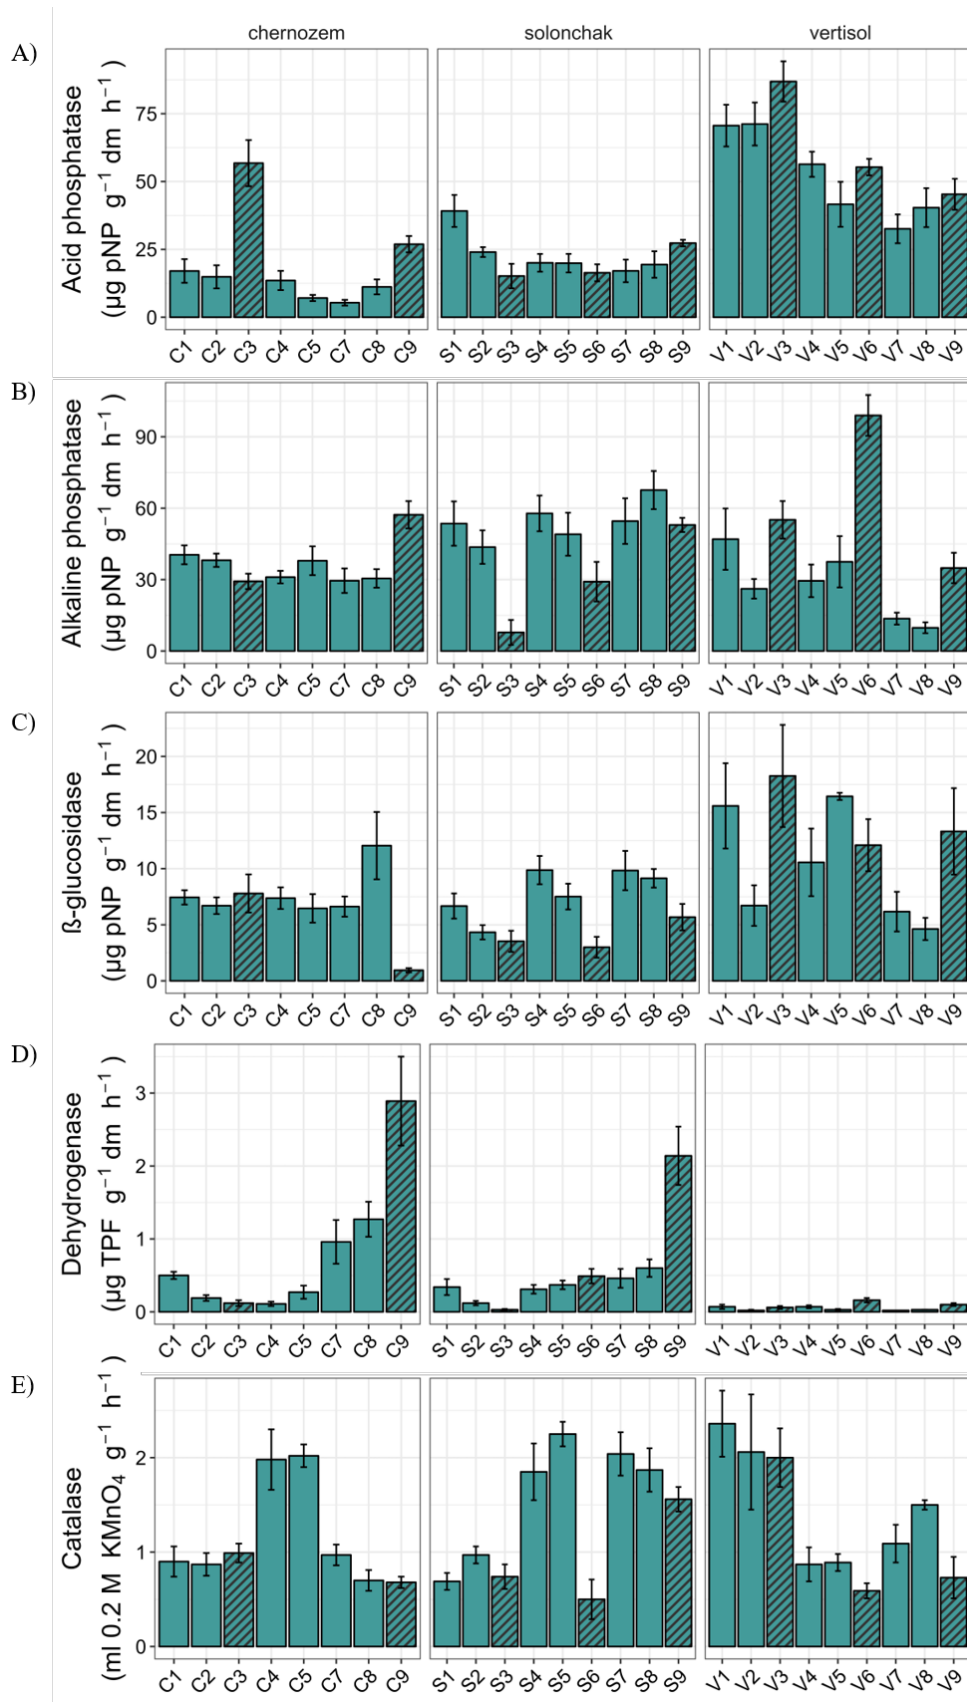 chernozem solonchak vertisol
A)
Acid phosphatase
(µg pNP g⁻¹ dm h⁻¹ )
75
50
25
0
C1 C2 C3 C4 C5 C7 C8 C9 S1 S2 S3 S4 S5 S6 S7 S8 S9 V1 V2 V3 V4 V5 V6 V7 V8 V9
B)
Alkaline phosphatase
(µg pNP g⁻¹ dm h⁻¹ )
90
60
30
0
C1 C2 C3 C4 C5 C7 C8 C9 S1 S2 S3 S4 S5 S6 S7 S8 S9 V1 V2 V3 V4 V5 V6 V7 V8 V9
C)
ß-glucosidase
(µg pNP g⁻¹ dm h⁻¹ )
20
15
10
5
0
C1 C2 C3 C4 C5 C7 C8 C9 S1 S2 S3 S4 S5 S6 S7 S8 S9 V1 V2 V3 V4 V5 V6 V7 V8 V9
D)
Dehydrogenase
(µg TPF g⁻¹ dm h⁻¹ )
3
2
1
0
C1 C2 C3 C4 C5 C7 C8 C9 S1 S2 S3 S4 S5 S6 S7 S8 S9 V1 V2 V3 V4 V5 V6 V7 V8 V9
E)
Catalase
(ml 0.2 M KMnO₄ g⁻¹ h⁻¹ )
2
1
0
C1 C2 C3 C4 C5 C7 C8 C9 S1 S2 S3 S4 S5 S6 S7 S8 S9 V1 V2 V3 V4 V5 V6 V7 V8 V9